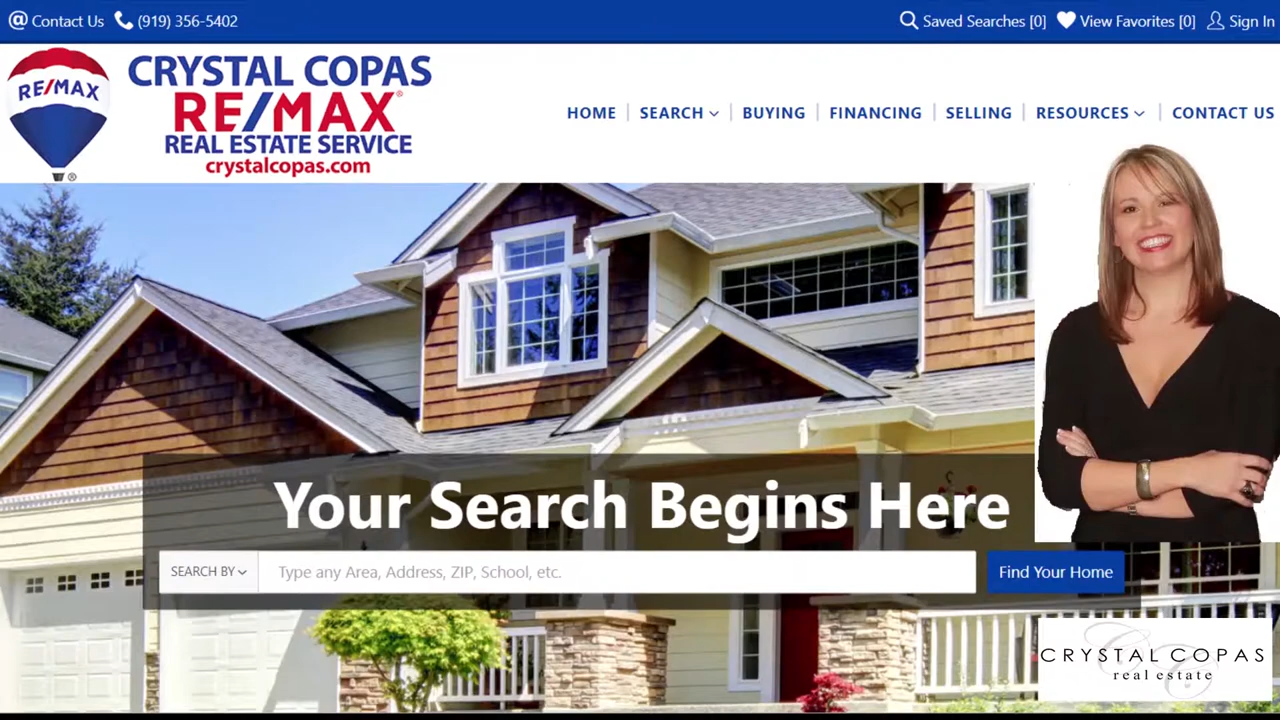 Contact Us (919) 356-5402 Saved Searches [0] View Favorites [0] Sign In
RE/MAX
®
CRYSTAL COPAS
RE/MAX®
REAL ESTATE SERVICE
crystalcopas.com
HOME SEARCH BUYING FINANCING SELLING RESOURCES CONTACT US
Your Search Begins Here
SEARCH BY Type any Area, Address, ZIP, School, etc. Find Your Home
CC
CRYSTAL COPAS
real estate